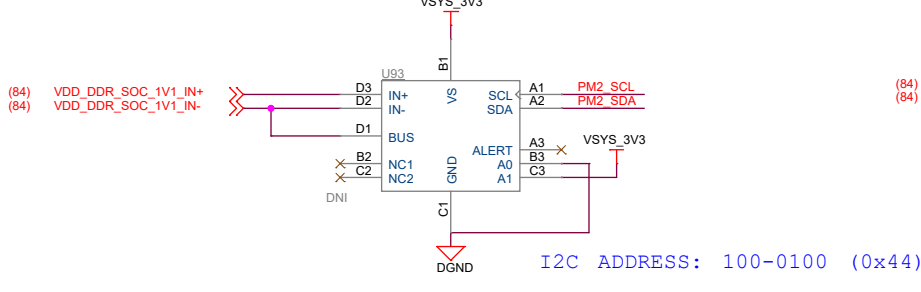 VSYS_3V3
B1
U93
(84) VDD_DDR_SOC_1V1_IN+ D3 IN+ VS SCL A1 PM2_SCL (84)
(84) VDD_DDR_SOC_1V1_IN- D2 IN- SDA A2 PM2_SDA (84)
D1 BUS
VSYS_3V3
ALERT A3
B2 NC1 GND A0 B3
C2 NC2 A1 C3
DNI
C1
DGND
I2C ADDRESS: 100-0100 (0x44)